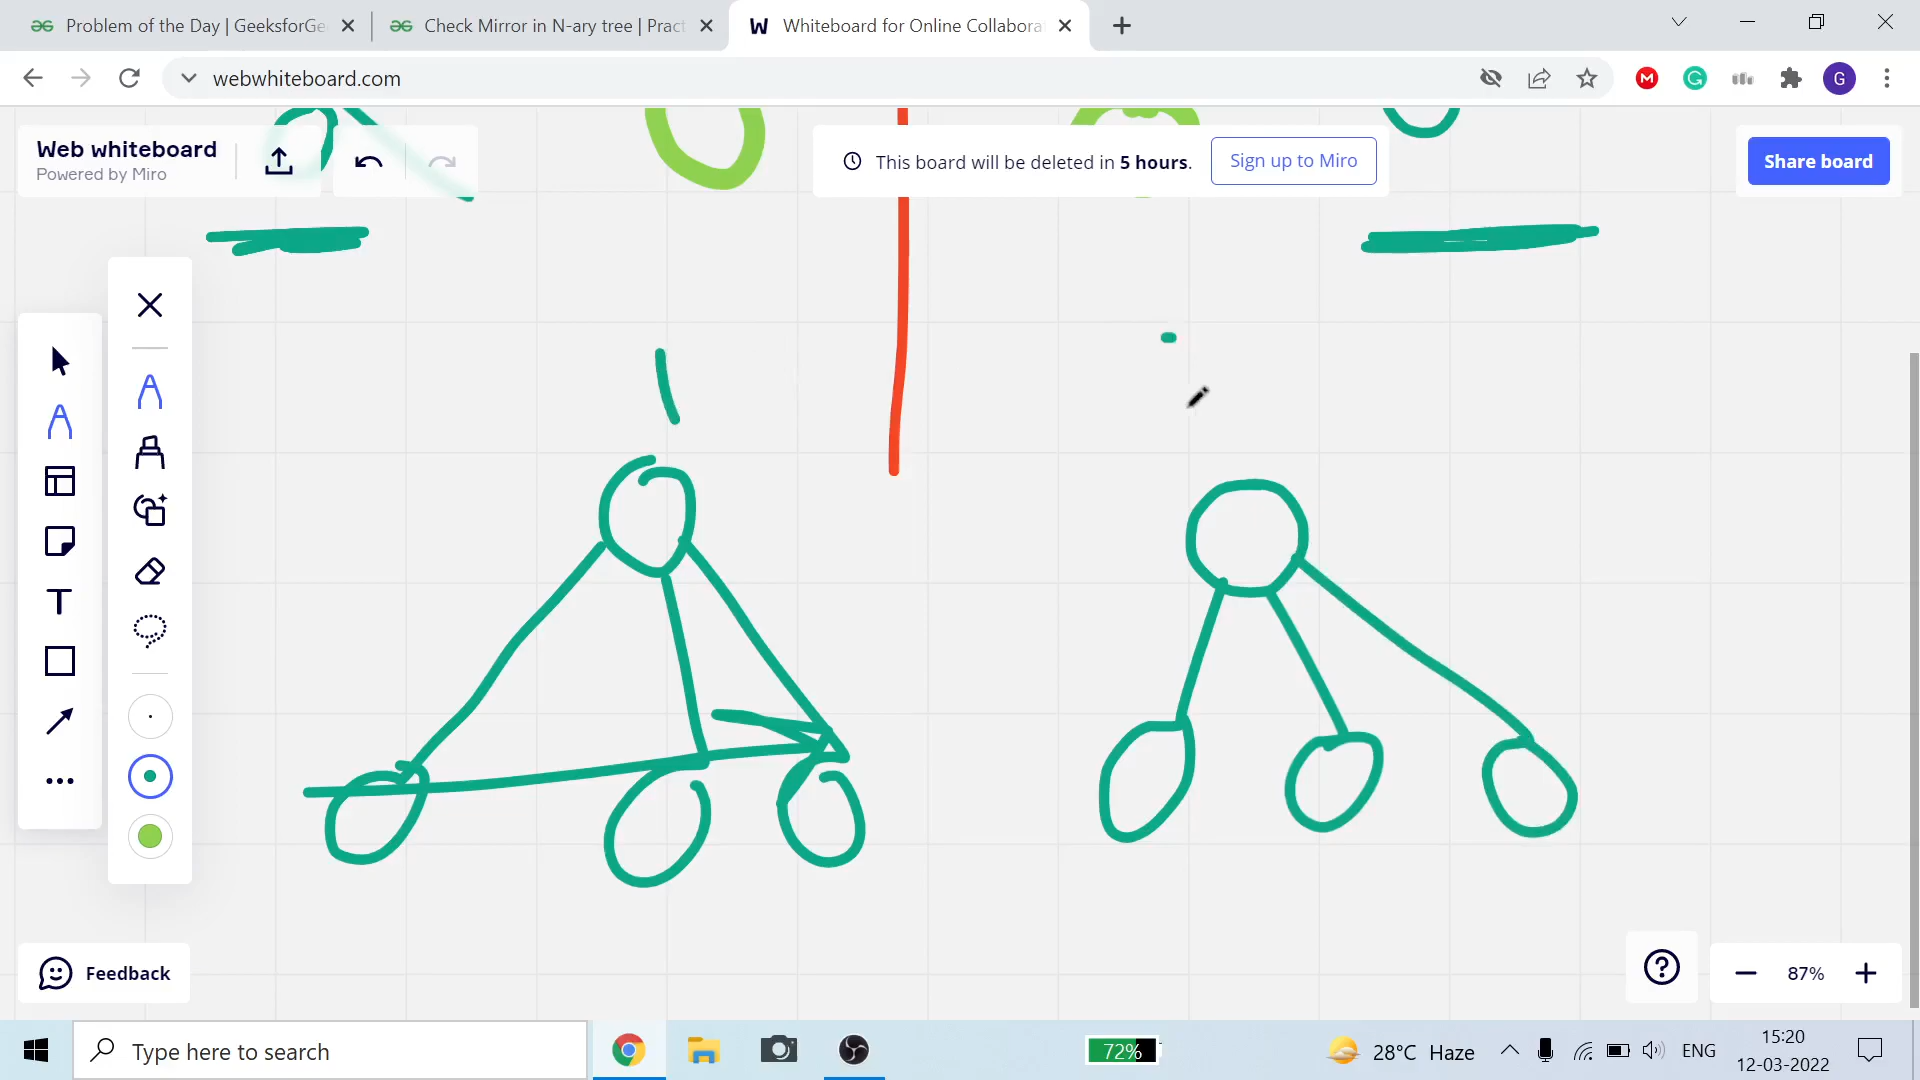 Problem of the Day | GeeksforGe
Check Mirror in N-ary tree | Pract
Whiteboard for Online Collabora
webwhiteboard.com
G
Web whiteboard
Powered by Miro
This board will be deleted in 5 hours.
Sign up to Miro
Share board
T
Feedback
87%
Type here to search
72%
28°C Haze
ENG
15:20
12-03-2022